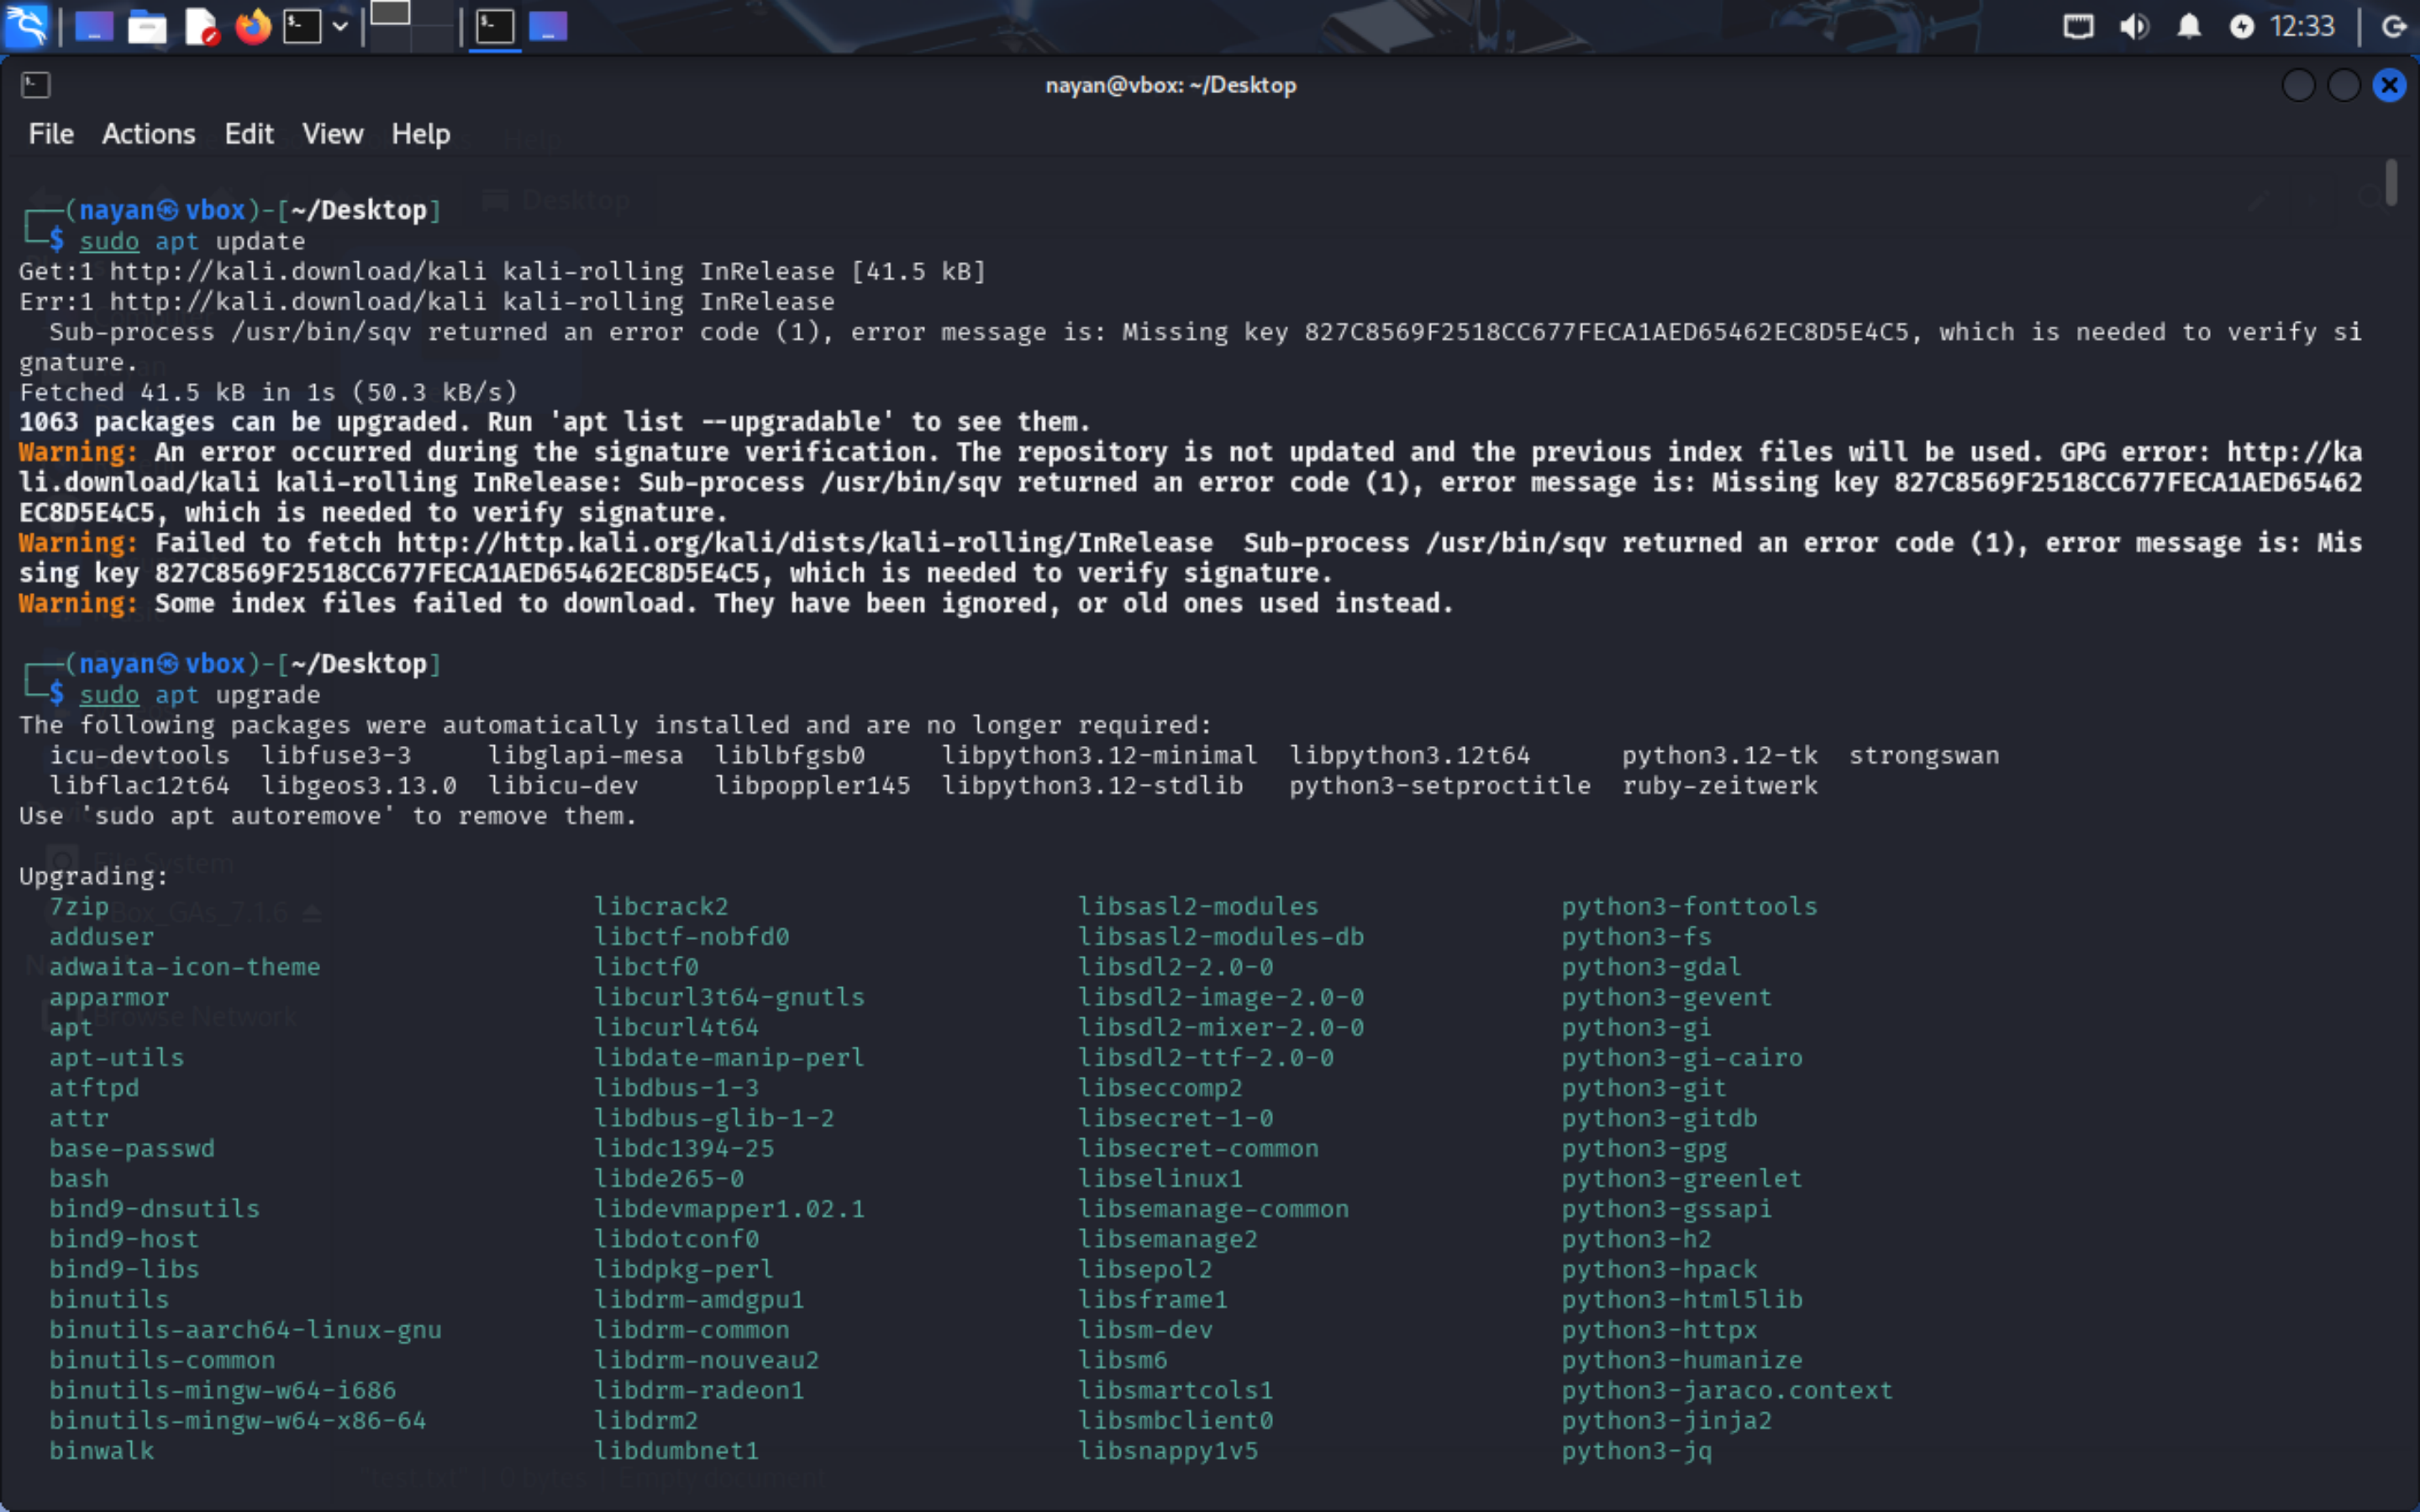 12:33
nayan@vbox: ~/Desktop
File Actions Edit View Help
┌──(nayan㉿vbox)-[~/Desktop]
└─$ sudo apt update
Get:1 http://kali.download/kali kali-rolling InRelease [41.5 kB]
Err:1 http://kali.download/kali kali-rolling InRelease
Sub-process /usr/bin/sqv returned an error code (1), error message is: Missing key 827C8569F2518CC677FECA1AED65462EC8D5E4C5, which is needed to verify si
gnature.
Fetched 41.5 kB in 1s (50.3 kB/s)
1063 packages can be upgraded. Run 'apt list --upgradable' to see them.
Warning: An error occurred during the signature verification. The repository is not updated and the previous index files will be used. GPG error: http://ka
li.download/kali kali-rolling InRelease: Sub-process /usr/bin/sqv returned an error code (1), error message is: Missing key 827C8569F2518CC677FECA1AED65462
EC8D5E4C5, which is needed to verify signature.
Warning: Failed to fetch http://http.kali.org/kali/dists/kali-rolling/InRelease  Sub-process /usr/bin/sqv returned an error code (1), error message is: Mis
sing key 827C8569F2518CC677FECA1AED65462EC8D5E4C5, which is needed to verify signature.
Warning: Some index files failed to download. They have been ignored, or old ones used instead.
┌──(nayan㉿vbox)-[~/Desktop]
└─$ sudo apt upgrade
The following packages were automatically installed and are no longer required:
icu-devtools libfuse3-3 libglapi-mesa liblbfgsb0 libpython3.12-minimal libpython3.12t64 python3.12-tk strongswan
libflac12t64 libgeos3.13.0 libicu-dev libpoppler145 libpython3.12-stdlib python3-setproctitle ruby-zeitwerk
Use 'sudo apt autoremove' to remove them.
Upgrading:
7zip libcrack2 libsasl2-modules python3-fonttools
adduser libctf-nobfd0 libsasl2-modules-db python3-fs
adwaita-icon-theme libctf0 libsdl2-2.0-0 python3-gdal
apparmor libcurl3t64-gnutls libsdl2-image-2.0-0 python3-gevent
apt libcurl4t64 libsdl2-mixer-2.0-0 python3-gi
apt-utils libdate-manip-perl libsdl2-ttf-2.0-0 python3-gi-cairo
atftpd libdbus-1-3 libseccomp2 python3-git
attr libdbus-glib-1-2 libsecret-1-0 python3-gitdb
base-passwd libdc1394-25 libsecret-common python3-gpg
bash libde265-0 libselinux1 python3-greenlet
bind9-dnsutils libdevmapper1.02.1 libsemanage-common python3-gssapi
bind9-host libdotconf0 libsemanage2 python3-h2
bind9-libs libdpkg-perl libsepol2 python3-hpack
binutils libdrm-amdgpu1 libsframe1 python3-html5lib
binutils-aarch64-linux-gnu libdrm-common libsm-dev python3-httpx
binutils-common libdrm-nouveau2 libsm6 python3-humanize
binutils-mingw-w64-i686 libdrm-radeon1 libsmartcols1 python3-jaraco.context
binutils-mingw-w64-x86-64 libdrm2 libsmbclient0 python3-jinja2
binwalk libdumbnet1 libsnappy1v5 python3-jq